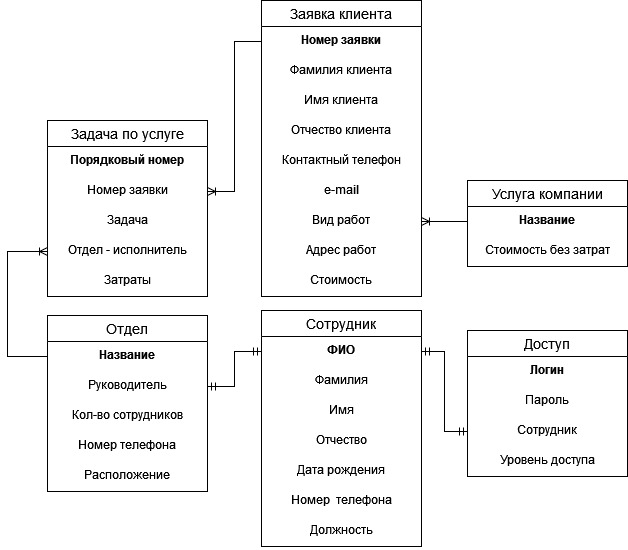 Заявка клиента
Номер заявки
Фамилия клиента
Имя клиента
Отчество клиента
Контактный телефон
e-mail
Вид работ
Адрес работ
Стоимость
Задача по услуге
Порядковый номер
Номер заявки
Задача
Отдел - исполнитель
Затраты
Услуга компании
Название
Стоимость без затрат
Отдел
Название
Руководитель
Кол-во сотрудников
Номер телефона
Расположение
Сотрудник
ФИО
Фамилия
Имя
Отчество
Дата рождения
Номер телефона
Должность
Доступ
Логин
Пароль
Сотрудник
Уровень доступа